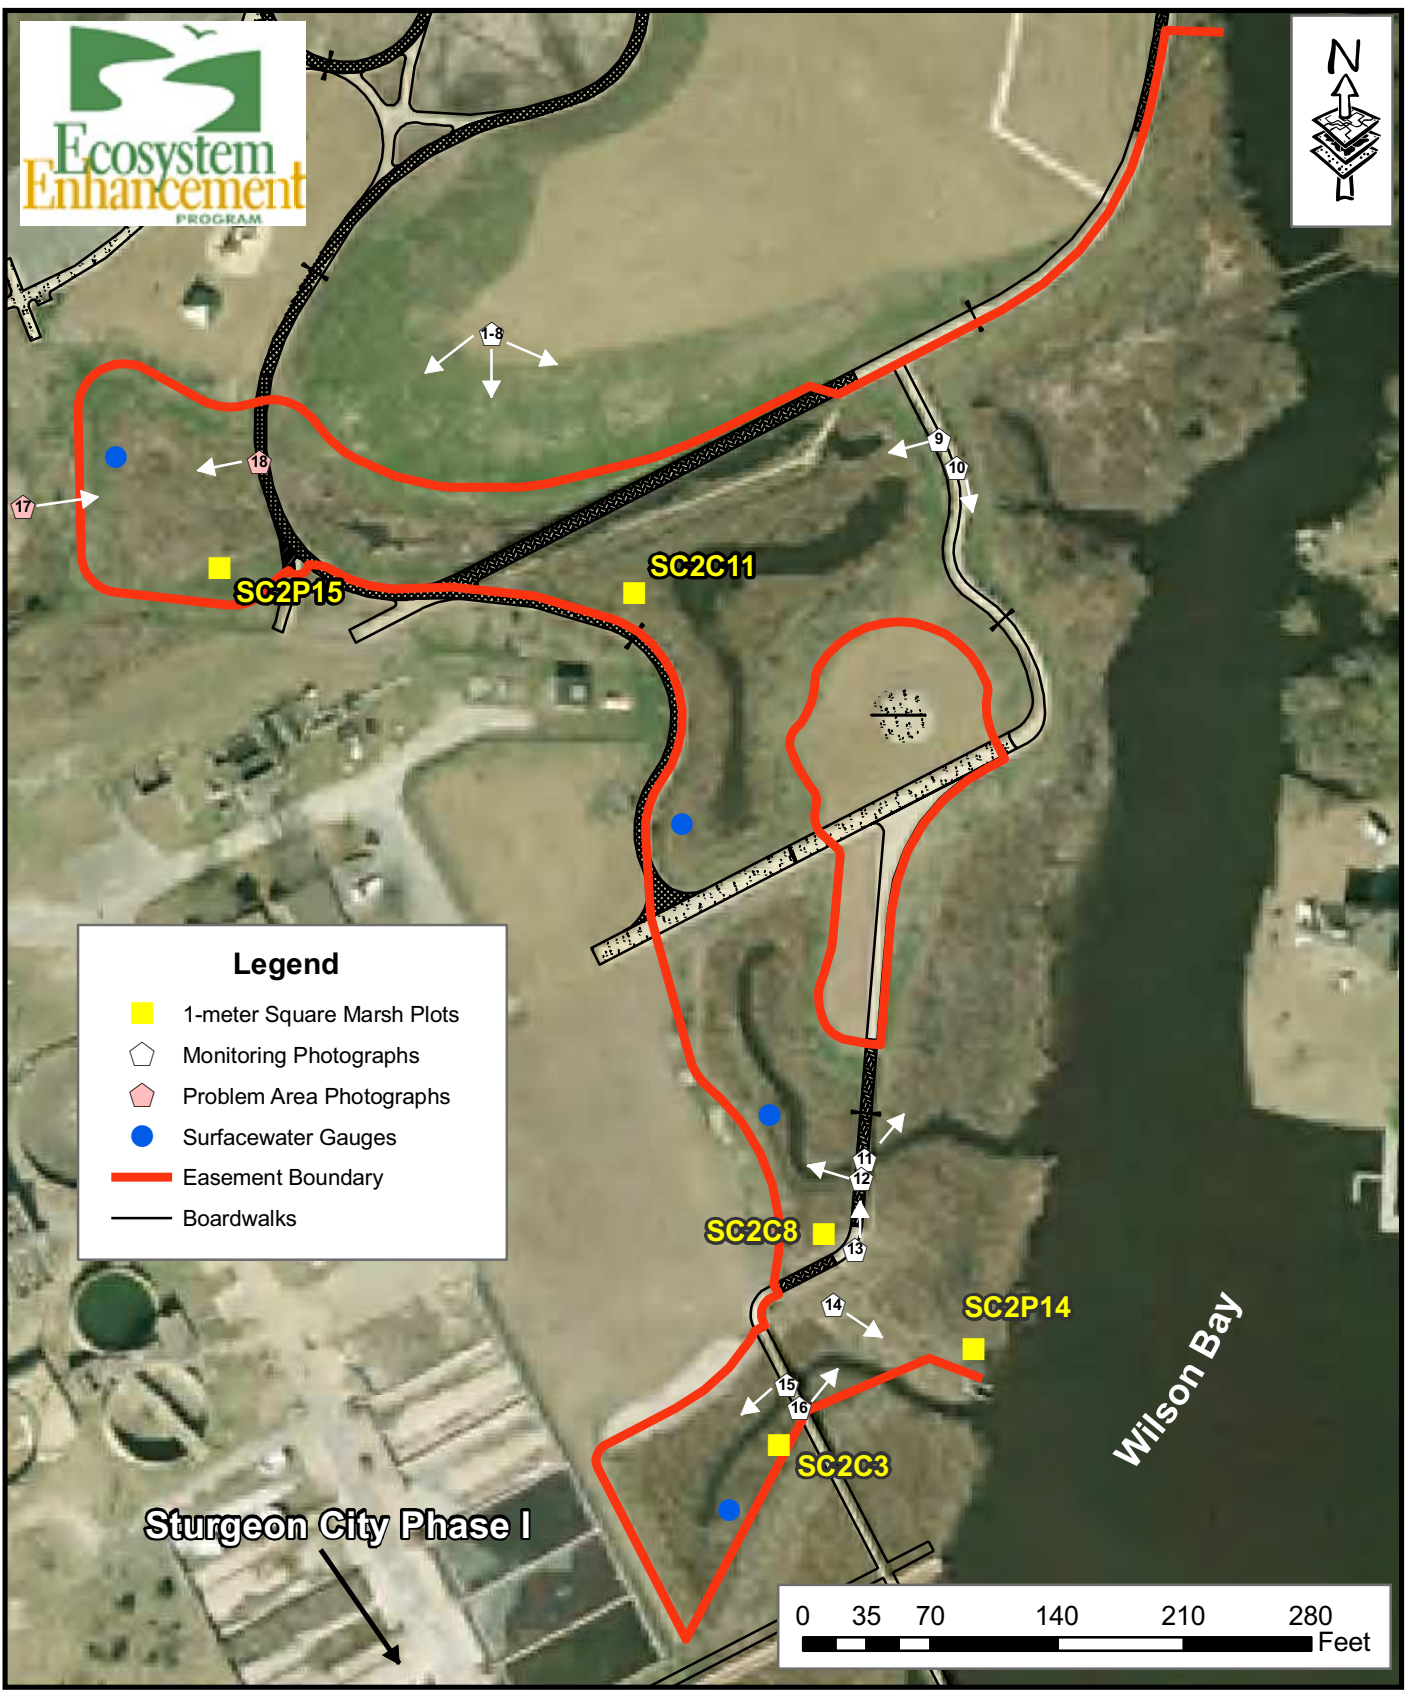 Ecosystem
Enhancement
PROGRAM
N
1-8
9
10
18
17
SC2P15
SC2C11
Legend
1-meter Square Marsh Plots
Monitoring Photographs
Problem Area Photographs
Surfacewater Gauges
Easement Boundary
Boardwalks
11
12
SC2C8
13
14
SC2P14
15
16
SC2C3
Wilson Bay
Sturgeon City Phase I
0 35 70 140 210 280
Feet